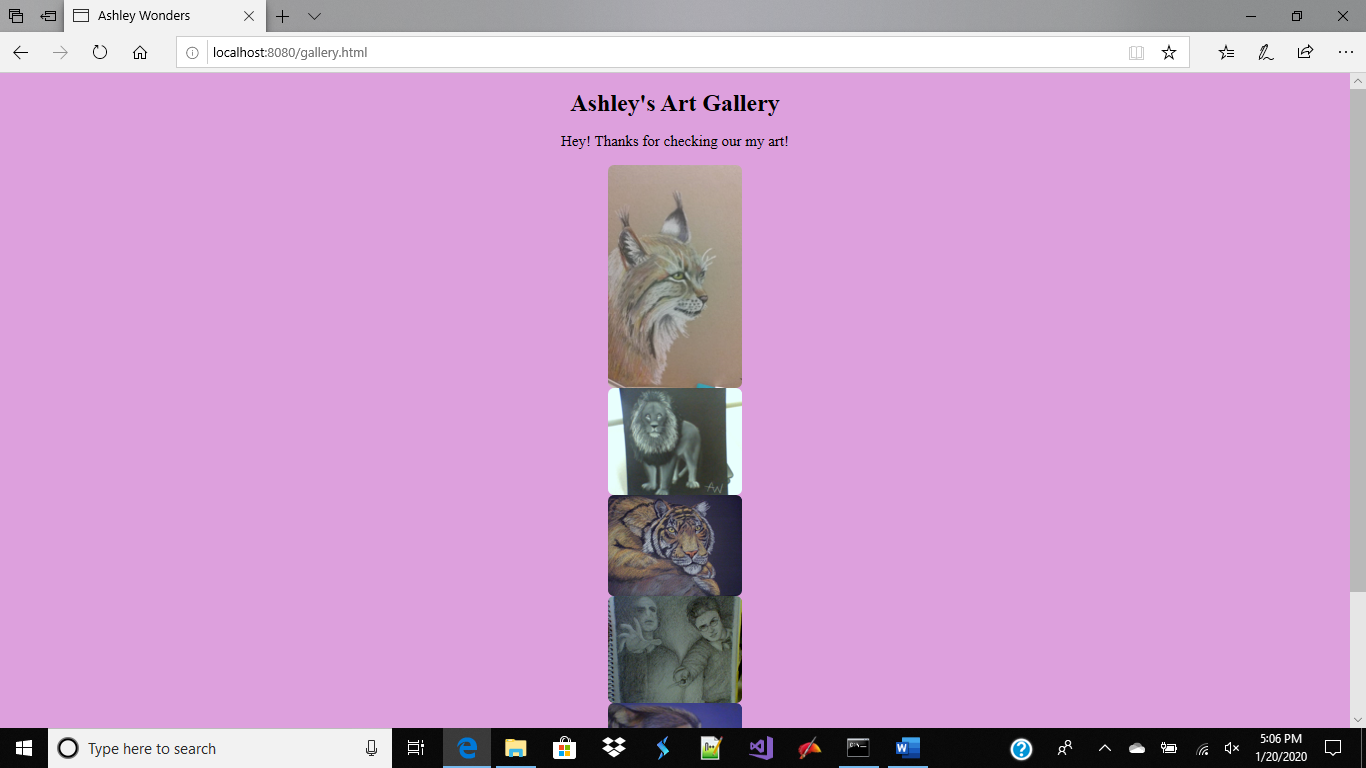 Ashley Wonders
localhost:8080/gallery.html
Ashley's Art Gallery
Hey! Thanks for checking our my art!
AW
Type here to search
5:06 PM
1/20/2020